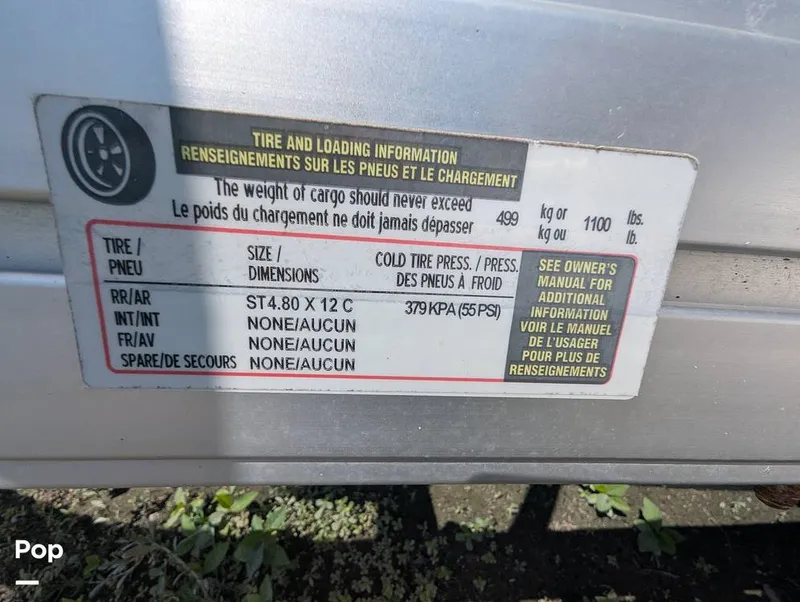 TIRE AND LOADING INFORMATION
RENSEIGNEMENTS SUR LES PNEUS ET LE CHARGEMENT
The weight of cargo should never exceed 499 kg or 1100 lbs.
Le poids du chargement ne doit jamais dépasser kg ou lb.
TIRE / SIZE / COLD TIRE PRESS. / PRESS.
PNEU DIMENSIONS DES PNEUS À FROID
RR/AR ST 4.80 X 12 C 379 KPA (55 PSI)
INT/INT NONE/AUCUN
FR/AV NONE/AUCUN
SPARE/DE SECOURS NONE/AUCUN
SEE OWNER'S
MANUAL FOR
ADDITIONAL
INFORMATION
VOIR LE MANUEL
DE L'USAGER
POUR PLUS DE
RENSEIGNEMENTS
Pop